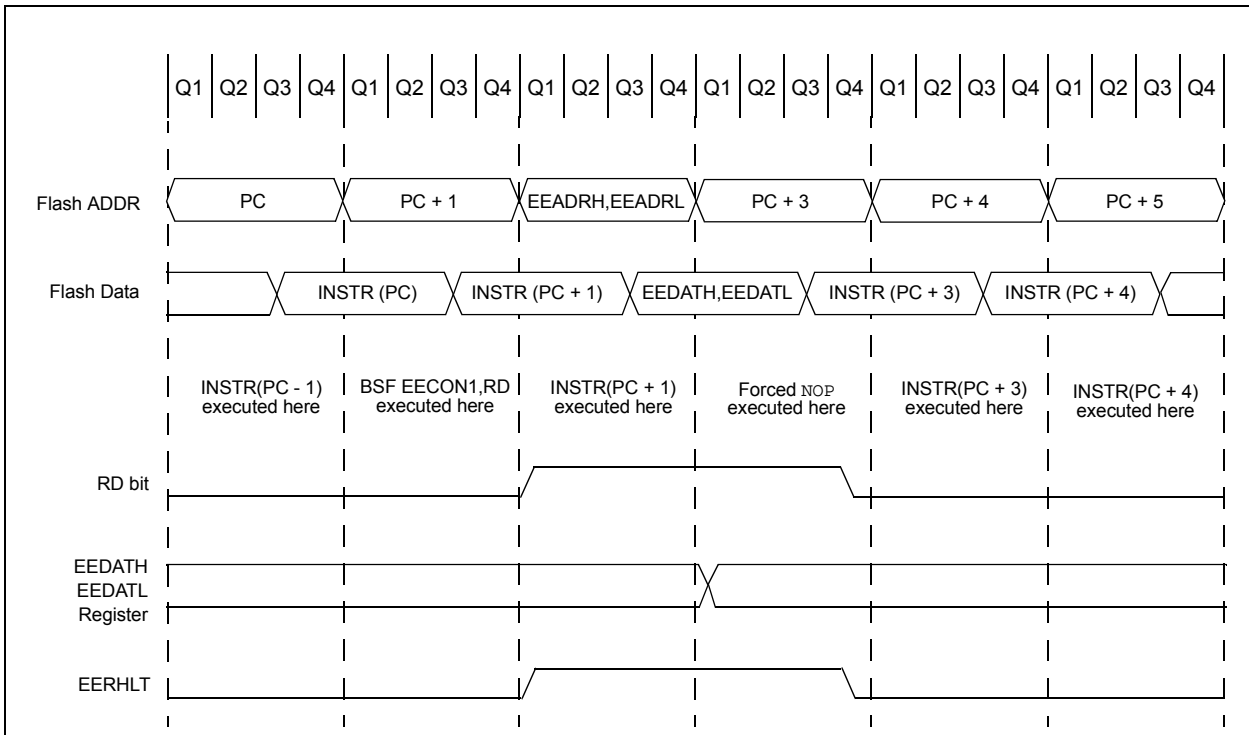 Q1 Q2 Q3 Q4 Q1 Q2 Q3 Q4 Q1 Q2 Q3 Q4 Q1 Q2 Q3 Q4 Q1 Q2 Q3 Q4 Q1 Q2 Q3 Q4
Flash ADDR PC PC + 1 EEADRH,EEADRL PC + 3 PC + 4 PC + 5
Flash Data INSTR (PC) INSTR (PC + 1) EEDATH,EEDATL INSTR (PC + 3) INSTR (PC + 4)
INSTR(PC - 1) BSF EECON1,RD INSTR(PC + 1) Forced NOP INSTR(PC + 3) INSTR(PC + 4)
executed here executed here executed here executed here executed here executed here
RD bit
EEDATH
EEDATL
Register
EERHLT